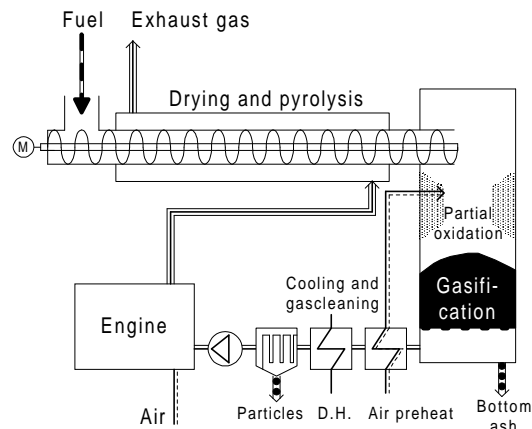 Fuel
Exhaust gas
Drying and pyrolysis
M
Partial
oxidation
Cooling and
gascleaning
Gasifi-
cation
Engine
Air
Particles
D.H.
Air preheat
Bottom
ash